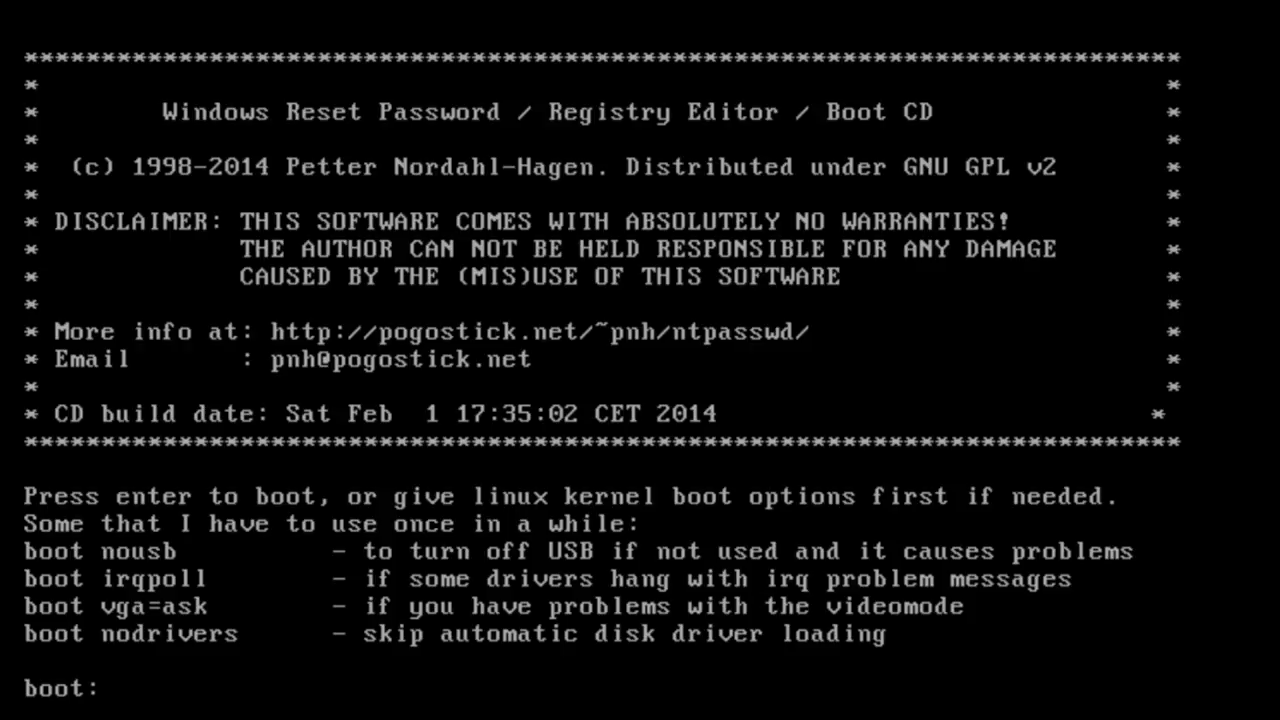 ****************************************************************************
*                                                                          *
*        Windows Reset Password / Registry Editor / Boot CD                *
*                                                                          *
*  (c) 1998-2014 Petter Nordahl-Hagen. Distributed under GNU GPL v2        *
*                                                                          *
* DISCLAIMER: THIS SOFTWARE COMES WITH ABSOLUTELY NO WARRANTIES!           *
*             THE AUTHOR CAN NOT BE HELD RESPONSIBLE FOR ANY DAMAGE        *
*             CAUSED BY THE (MIS)USE OF THIS SOFTWARE                      *
*                                                                          *
* More info at: http://pogostick.net/~pnh/ntpasswd/                        *
* Email       : pnh@pogostick.net                                          *
*                                                                          *
* CD build date: Sat Feb  1 17:35:02 CET 2014                             *
****************************************************************************
Press enter to boot, or give linux kernel boot options first if needed.
Some that I have to use once in a while:
boot nousb          - to turn off USB if not used and it causes problems
boot irqpoll        - if some drivers hang with irq problem messages
boot vga=ask        - if you have problems with the videomode
boot nodrivers      - skip automatic disk driver loading
boot: